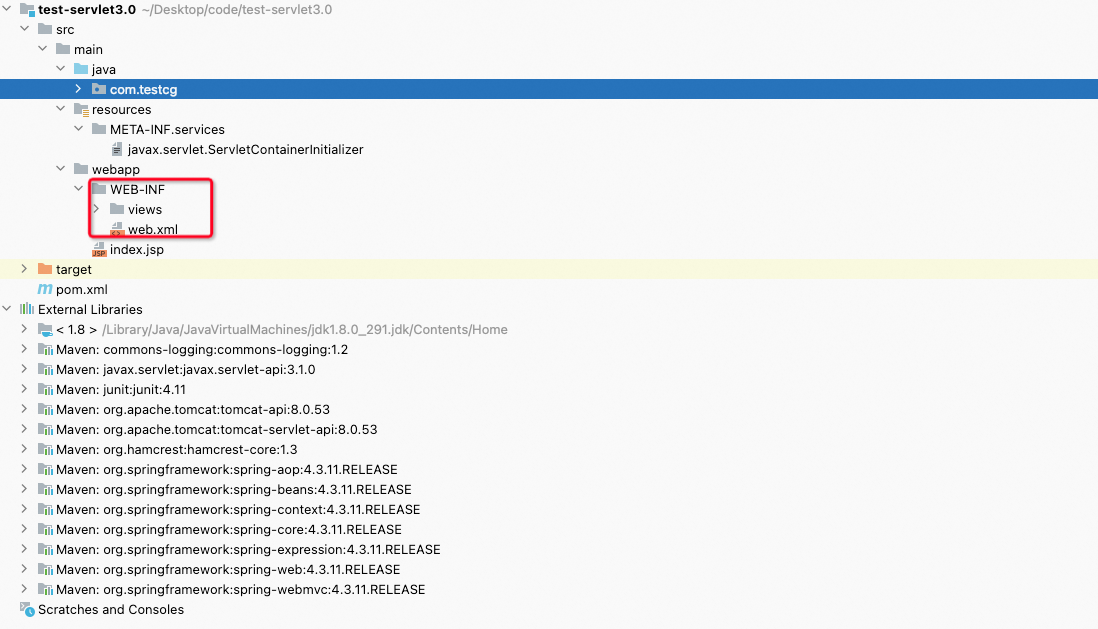 test-servlet3.0 ~/Desktop/code/test-servlet3.0
src
main
java
com.testcg
resources
META-INF.services
javax.servlet.ServletContainerInitializer
webapp
WEB-INF
views
web.xml
index.jsp
target
pom.xml
External Libraries
< 1.8 > /Library/Java/JavaVirtualMachines/jdk1.8.0_291.jdk/Contents/Home
Maven: commons-logging:commons-logging:1.2
Maven: javax.servlet:javax.servlet-api:3.1.0
Maven: junit:junit:4.11
Maven: org.apache.tomcat:tomcat-api:8.0.53
Maven: org.apache.tomcat:tomcat-servlet-api:8.0.53
Maven: org.hamcrest:hamcrest-core:1.3
Maven: org.springframework:spring-aop:4.3.11.RELEASE
Maven: org.springframework:spring-beans:4.3.11.RELEASE
Maven: org.springframework:spring-context:4.3.11.RELEASE
Maven: org.springframework:spring-core:4.3.11.RELEASE
Maven: org.springframework:spring-expression:4.3.11.RELEASE
Maven: org.springframework:spring-web:4.3.11.RELEASE
Maven: org.springframework:spring-webmvc:4.3.11.RELEASE
Scratches and Consoles